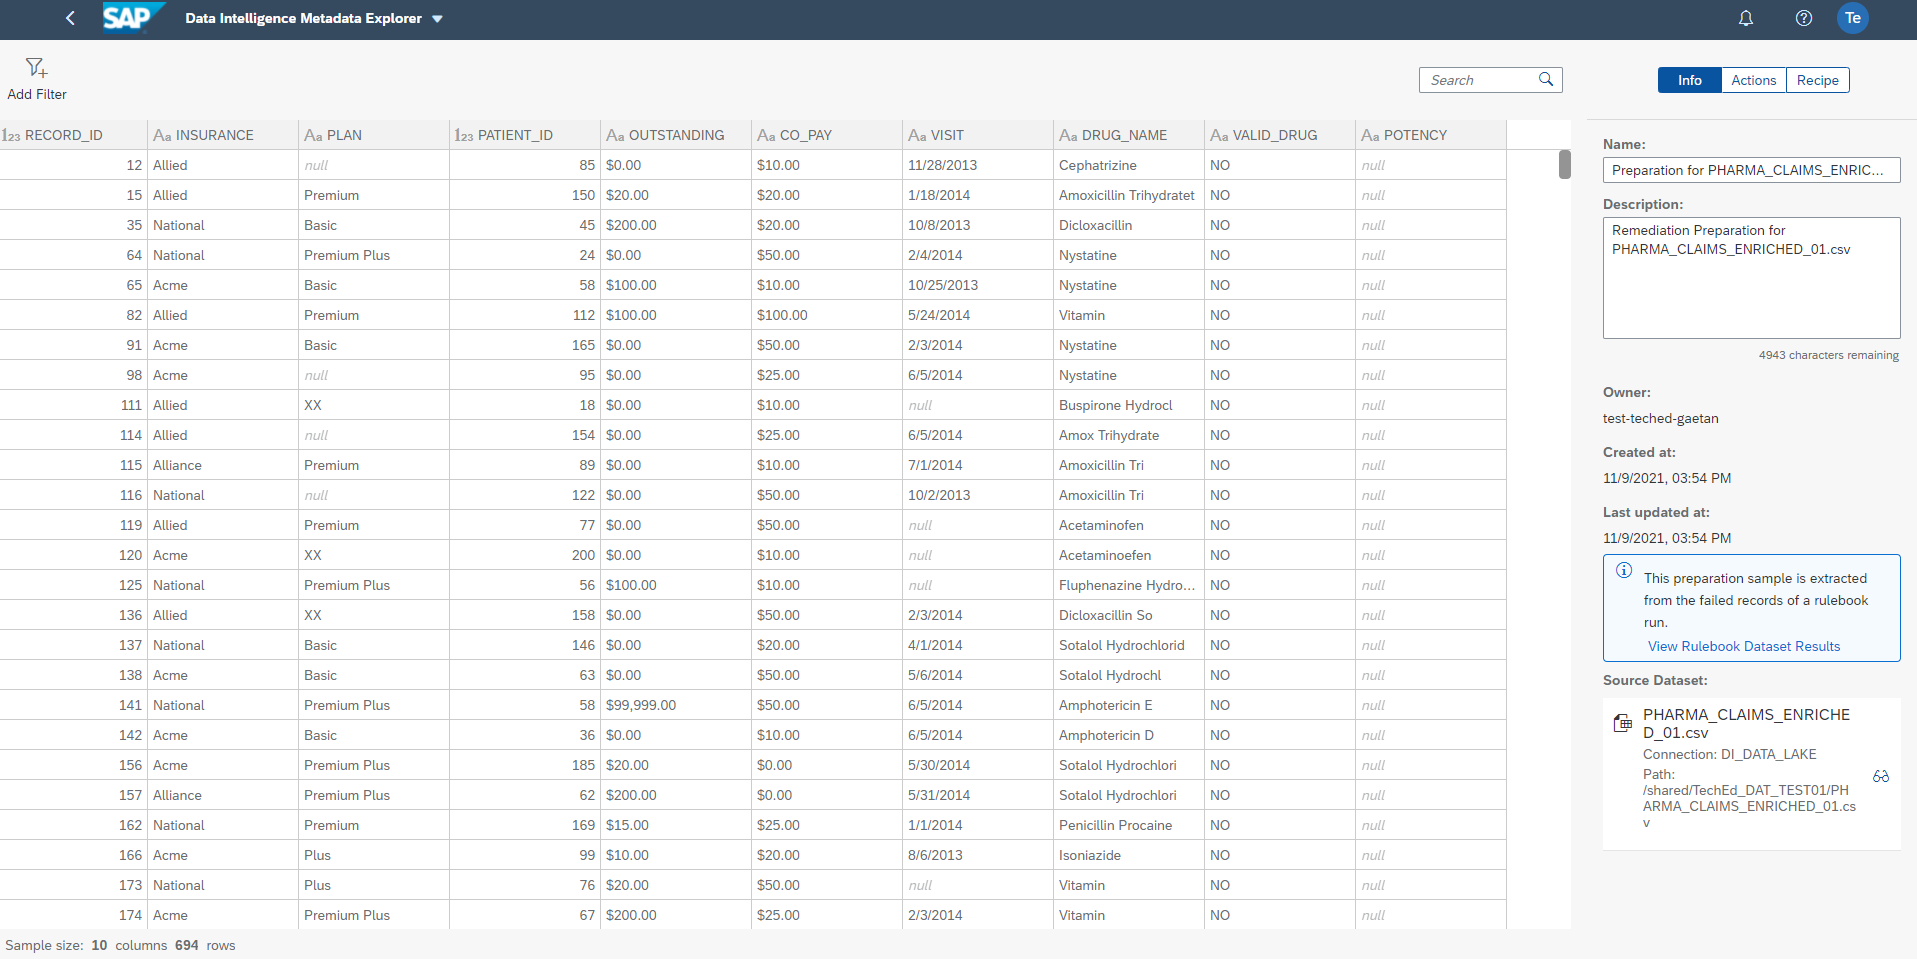 SAP Data Intelligence Metadata Explorer Te
Add Filter
Search
Info Actions Recipe
123 RECORD_ID Aa INSURANCE Aa PLAN 123 PATIENT_ID Aa OUTSTANDING Aa CO_PAY Aa VISIT Aa DRUG_NAME Aa VALID_DRUG Aa POTENCY
12 Allied null 85 $0.00 $10.00 11/28/2013 Cephatrizine NO null
15 Allied Premium 150 $20.00 $20.00 1/18/2014 Amoxicillin Trihydratet NO null
35 National Basic 45 $200.00 $20.00 10/8/2013 Dicloxacillin NO null
64 National Premium Plus 24 $0.00 $50.00 2/4/2014 Nystatine NO null
65 Acme Basic 58 $100.00 $10.00 10/25/2013 Nystatine NO null
82 Allied Premium 112 $100.00 $100.00 5/24/2014 Vitamin NO null
91 Acme Basic 165 $0.00 $50.00 2/3/2014 Nystatine NO null
98 Acme null 95 $0.00 $25.00 6/5/2014 Nystatine NO null
111 Allied XX 18 $0.00 $10.00 null Buspirone Hydrocl NO null
114 Allied null 154 $0.00 $25.00 6/5/2014 Amox Trihydrate NO null
115 Alliance Premium 89 $0.00 $10.00 7/1/2014 Amoxicillin Tri NO null
116 National null 122 $0.00 $50.00 10/2/2013 Amoxicillin Tri NO null
119 Allied Premium 77 $0.00 $50.00 null Acetaminofen NO null
120 Acme XX 200 $0.00 $10.00 null Acetaminoefen NO null
125 National Premium Plus 56 $100.00 $10.00 null Fluphenazine Hydro... NO null
136 Allied XX 158 $0.00 $50.00 2/3/2014 Dicloxacillin So NO null
137 National Basic 146 $0.00 $20.00 4/1/2014 Sotalol Hydrochlorid NO null
138 Acme Basic 63 $0.00 $50.00 5/6/2014 Sotalol Hydrochl NO null
141 National Premium Plus 58 $99,999.00 $50.00 6/5/2014 Amphotericin E NO null
142 Acme Basic 36 $0.00 $10.00 6/5/2014 Amphotericin D NO null
156 Acme Premium Plus 185 $20.00 $0.00 5/30/2014 Sotalol Hydrochlori NO null
157 Alliance Premium Plus 62 $200.00 $0.00 5/31/2014 Sotalol Hydrochlori NO null
162 National Premium 169 $15.00 $25.00 1/1/2014 Penicillin Procaine NO null
166 Acme Plus 99 $10.00 $20.00 8/6/2013 Isoniazide NO null
173 National Plus 76 $20.00 $50.00 null Vitamin NO null
174 Acme Premium Plus 67 $200.00 $25.00 2/3/2014 Vitamin NO null
Sample size: 10 columns 694 rows
Name:
Preparation for PHARMA_CLAIMS_ENRIC...
Description:
Remediation Preparation for
PHARMA_CLAIMS_ENRICHED_01.csv
4943 characters remaining
Owner:
test-teched-gaetan
Created at:
11/9/2021, 03:54 PM
Last updated at:
11/9/2021, 03:54 PM
This preparation sample is extracted
from the failed records of a rulebook
run.
View Rulebook Dataset Results
Source Dataset:
PHARMA_CLAIMS_ENRICHE
D_01.csv
Connection: DI_DATA_LAKE
Path:
/shared/TechEd_DAT_TEST01/PH
ARMA_CLAIMS_ENRICHED_01.cs
v